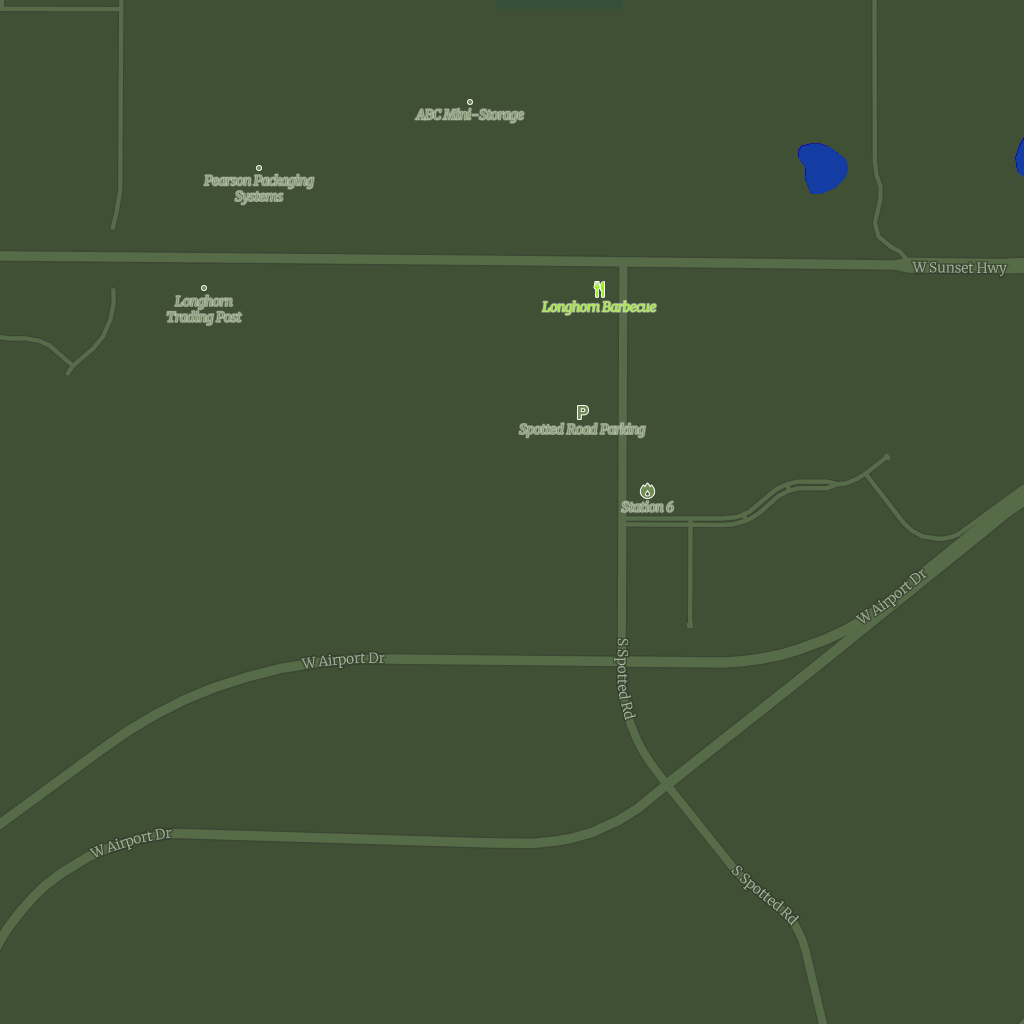 ABC Mini-Storage
Pearson Packaging
Systems
W Sunset Hwy
Longhorn
Trading Post
Longhorn Barbecue
P
Spotted Road Parking
Station 6
W Airport Dr
W Airport Dr
S Spotted Rd
W Airport Dr
S Spotted Rd